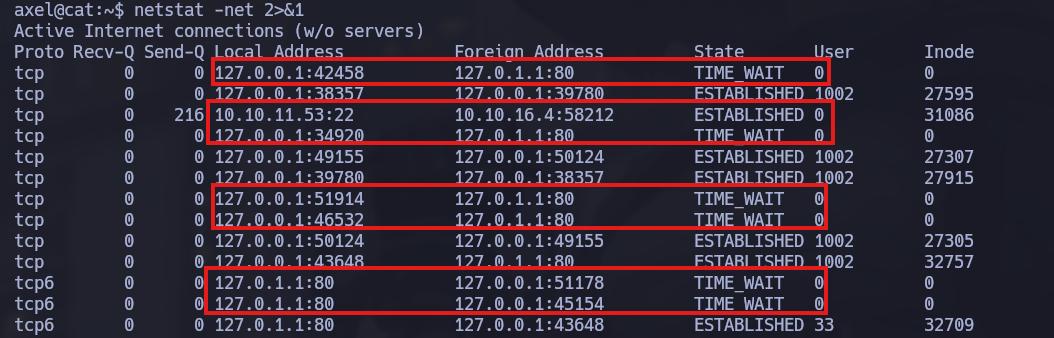 axel@cat:~$ netstat -net 2>&1
Active Internet connections (w/o servers)
Proto Recv-Q Send-Q Local Address Foreign Address State User Inode
tcp 0 0 127.0.0.1:42458 127.0.1.1:80 TIME_WAIT 0 0
tcp 0 0 127.0.0.1:38357 127.0.0.1:39780 ESTABLISHED 1002 27595
tcp 0 216 10.10.11.53:22 10.10.16.4:58212 ESTABLISHED 0 31086
tcp 0 0 127.0.0.1:34920 127.0.1.1:80 TIME_WAIT 0 0
tcp 0 0 127.0.0.1:49155 127.0.0.1:50124 ESTABLISHED 1002 27307
tcp 0 0 127.0.0.1:39780 127.0.0.1:38357 ESTABLISHED 1002 27915
tcp 0 0 127.0.0.1:51914 127.0.1.1:80 TIME_WAIT 0 0
tcp 0 0 127.0.0.1:46532 127.0.1.1:80 TIME_WAIT 0 0
tcp 0 0 127.0.0.1:50124 127.0.0.1:49155 ESTABLISHED 1002 27305
tcp 0 0 127.0.0.1:43648 127.0.1.1:80 ESTABLISHED 1002 32757
tcp6 0 0 127.0.1.1:80 127.0.0.1:51178 TIME_WAIT 0 0
tcp6 0 0 127.0.1.1:80 127.0.0.1:45154 TIME_WAIT 0 0
tcp6 0 0 127.0.1.1:80 127.0.0.1:43648 ESTABLISHED 33 32709